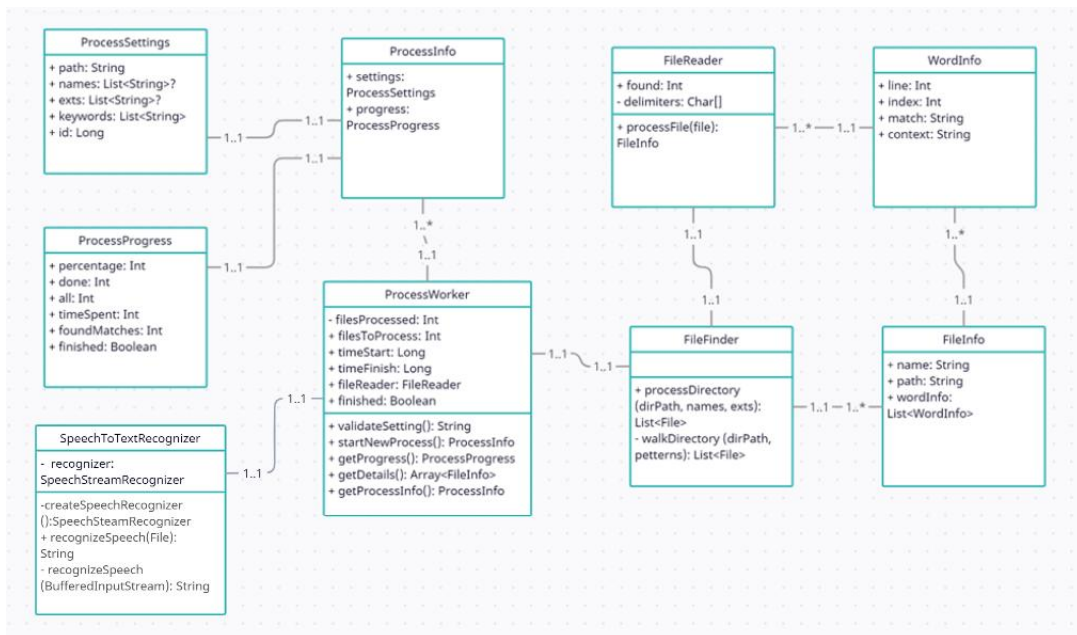 ProcessSettings
+ path: String
+ names: List<String>?
+ exts: List<String>?
+ keywords: List<String>
+ id: Long
1..1
1..1
ProcessInfo
+ settings:
ProcessSettings
+ progress:
ProcessProgress
1..1
1..1
1..*
1..1
ProcessProgress
+ percentage: Int
+ done: Int
+ all: Int
+ timeSpent: Int
+ foundMatches: Int
+ finished: Boolean
ProcessWorker
- filesProcessed: Int
+ filesToProcess: Int
+ timeStart: Long
+ timeFinish: Long
+ fileReader: FileReader
+ finished: Boolean
+ validateSetting(): String
+ startNewProcess(): ProcessInfo
+ getProgress(): ProcessProgress
+ getDetails(): Array<FileInfo>
+ getProcessInfo(): ProcessInfo
1..1
1..1
SpeechToTextRecognizer
- recognizer:
SpeechStreamRecognizer
-createSpeechRecognizer
():SpeechSteamRecognizer
+ recognizeSpeech(File):
String
- recognizeSpeech
(BufferedInputStream): String
1..1
1..1
FileReader
+ found: Int
- delimiters: Char[]
+ processFile(file):
FileInfo
1..*
1..1
WordInfo
+ line: Int
+ index: Int
+ match: String
+ context: String
1..1
1..1
1..*
1..1
FileFinder
+ processDirectory
(dirPath, names, exts):
List<File>
- walkDirectory (dirPath,
petterns): List<File>
1..1
1..*
FileInfo
+ name: String
+ path: String
+ wordInfo:
List<WordInfo>